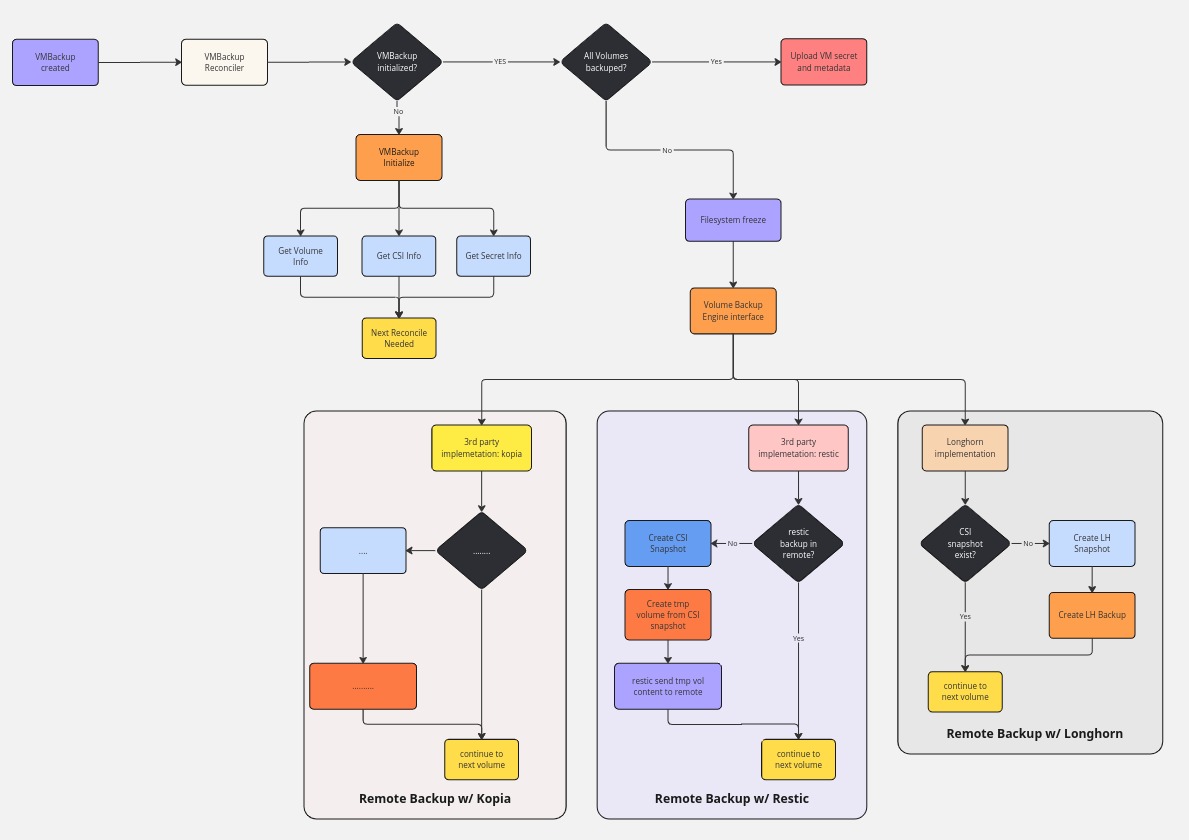 VMBackup
created
VMBackup
Reconciler
VMBackup
initialized?
YES
All Volumes
backuped?
Yes
Upload VM secret
and metadata
No
VMBackup
Initialize
No
Get Volume
Info
Get CSI Info
Get Secret Info
Filesystem freeze
Next Reconcile
Needed
Volume Backup
Engine interface
3rd party
implemetation: kopia
........
....
..........
continue to
next volume
Remote Backup w/ Kopia
3rd party
implemetation: restic
restic
backup in
remote?
No
Create CSI
Snapshot
Create tmp
volume from CSI
snapshot
Yes
restic send tmp vol
content to remote
continue to
next volume
Remote Backup w/ Restic
Longhorn
implementation
CSI
snapshot
exist?
No
Create LH
Snapshot
Create LH Backup
Yes
continue to
next volume
Remote Backup w/ Longhorn